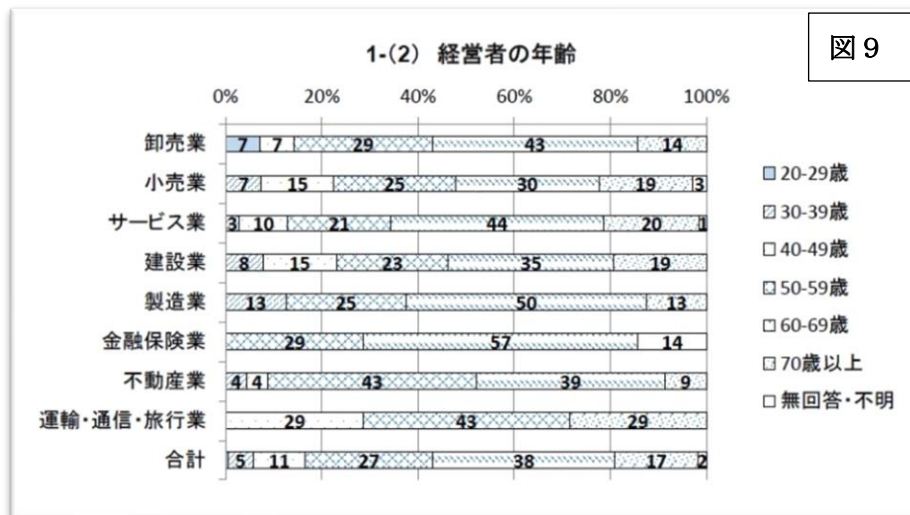 図９
1-(2) 経営者の年齢
0% 20% 40% 60% 80% 100%
卸売業 7 7 29 43 14
小売業 7 15 25 30 19 3
サービス業 3 10 21 44 20 1
建設業 8 15 23 35 19
製造業 13 25 50 13
金融保険業 29 57 14
不動産業 4 4 43 39 9
運輸・通信・旅行業 29 43 29
合計 5 11 27 38 17 2
20-29歳
30-39歳
40-49歳
50-59歳
60-69歳
70歳以上
無回答・不明